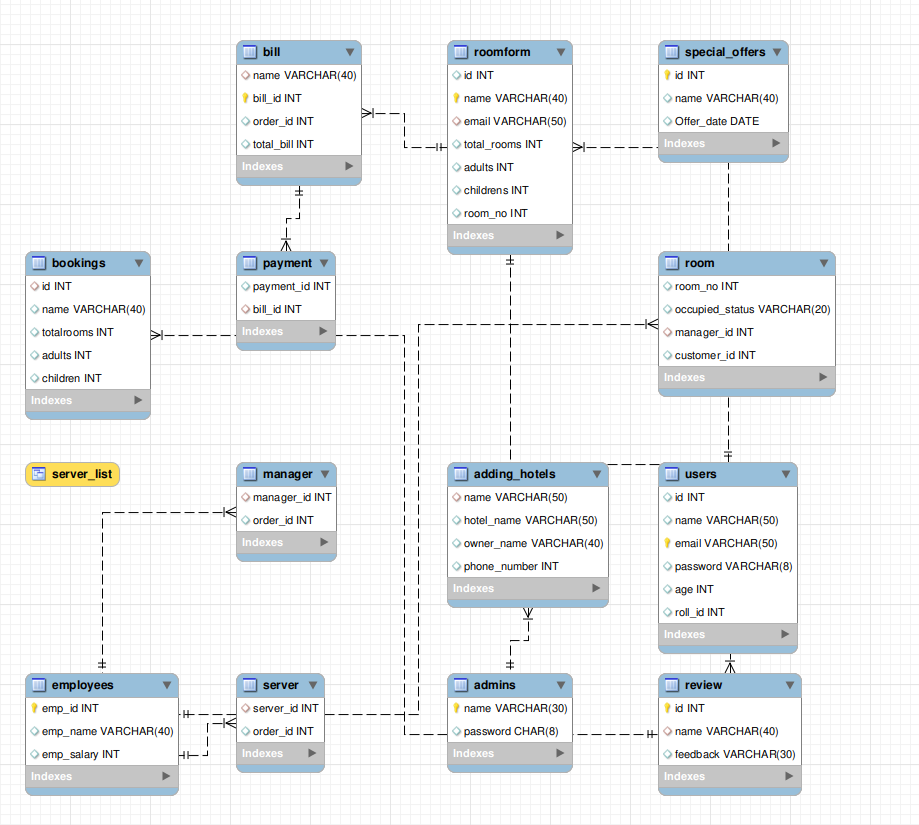 bill
name VARCHAR(40)
bill_id INT
order_id INT
total_bill INT
Indexes
roomform
id INT
name VARCHAR(40)
email VARCHAR(50)
total_rooms INT
adults INT
childrens INT
room_no INT
Indexes
special_offers
id INT
name VARCHAR(40)
Offer_date DATE
Indexes
bookings
id INT
name VARCHAR(40)
totalrooms INT
adults INT
children INT
Indexes
payment
payment_id INT
bill_id INT
Indexes
room
room_no INT
occupied_status VARCHAR(20)
manager_id INT
customer_id INT
Indexes
server_list
manager
manager_id INT
order_id INT
Indexes
adding_hotels
name VARCHAR(50)
hotel_name VARCHAR(50)
owner_name VARCHAR(40)
phone_number INT
Indexes
users
id INT
name VARCHAR(50)
email VARCHAR(50)
password VARCHAR(8)
age INT
roll_id INT
Indexes
employees
emp_id INT
emp_name VARCHAR(40)
emp_salary INT
Indexes
server
server_id INT
order_id INT
Indexes
admins
name VARCHAR(30)
password CHAR(8)
Indexes
review
id INT
name VARCHAR(40)
feedback VARCHAR(30)
Indexes